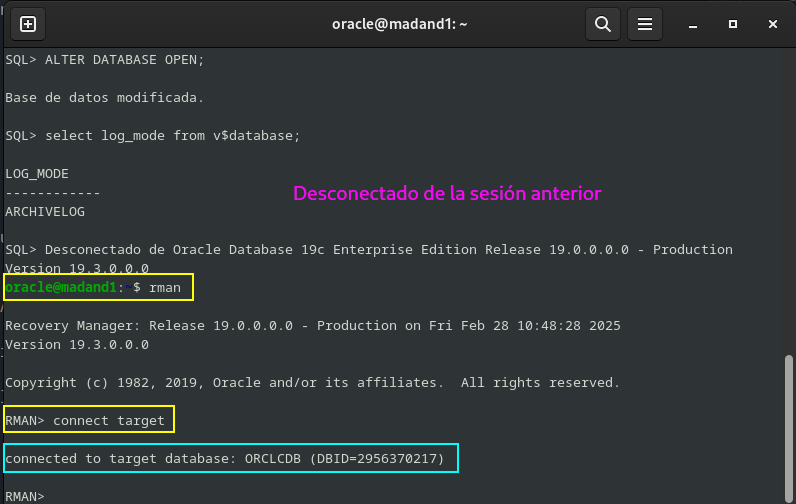 oracle@madand1: ~
SQL> ALTER DATABASE OPEN;
Base de datos modificada.
SQL> select log_mode from v$database;
LOG_MODE
------------
ARCHIVELOG
Desconectado de la sesión anterior
SQL> Desconectado de Oracle Database 19c Enterprise Edition Release 19.0.0.0.0 - Production
Version 19.3.0.0.0
oracle@madand1:~$ rman
Recovery Manager: Release 19.0.0.0.0 - Production on Fri Feb 28 10:48:28 2025
Version 19.3.0.0.0
Copyright (c) 1982, 2019, Oracle and/or its affiliates.  All rights reserved.
RMAN> connect target
connected to target database: ORCLCDB (DBID=2956370217)
RMAN>